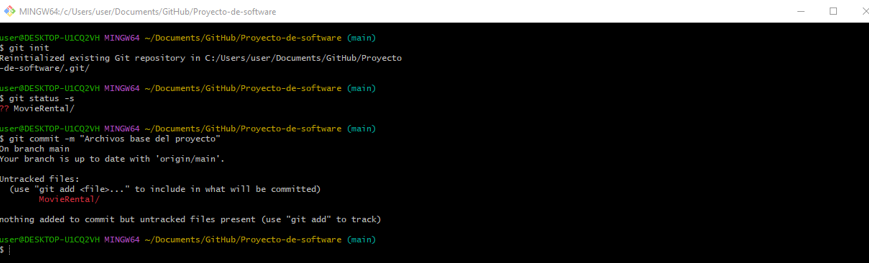 MINGW64:/c/Users/user/Documents/GitHub/Proyecto-de-software
user@DESKTOP-U1CQ2VH MINGW64 ~/Documents/GitHub/Proyecto-de-software (main)
$ git init
Reinitialized existing Git repository in C:/Users/user/Documents/GitHub/Proyecto
-de-software/.git/
user@DESKTOP-U1CQ2VH MINGW64 ~/Documents/GitHub/Proyecto-de-software (main)
$ git status -s
?? MovieRental/
user@DESKTOP-U1CQ2VH MINGW64 ~/Documents/GitHub/Proyecto-de-software (main)
$ git commit -m "Archivos base del proyecto"
On branch main
Your branch is up to date with 'origin/main'.
Untracked files:
(use "git add <file>..." to include in what will be committed)
MovieRental/
nothing added to commit but untracked files present (use "git add" to track)
user@DESKTOP-U1CQ2VH MINGW64 ~/Documents/GitHub/Proyecto-de-software (main)
$